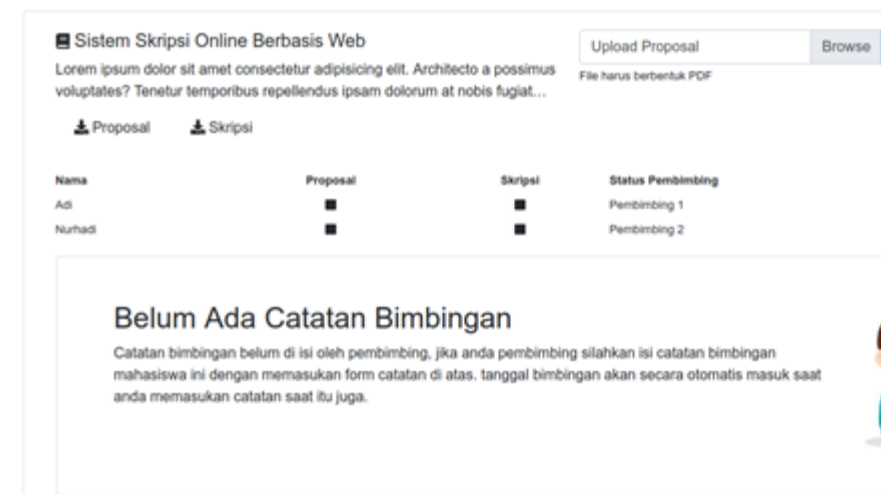 Sistem Skripsi Online Berbasis Web
Lorem ipsum dolor sit amet consectetur adipisicing elit. Architecto a possimus
voluptates? Tenetur temporibus repellendus ipsam dolorum at nobis fugiat...
Upload Proposal Browse
File harus berbentuk PDF
Proposal Skripsi
Nama Proposal Skripsi Status Pembimbing
Adi Pembimbing 1
Nurhadi Pembimbing 2
Belum Ada Catatan Bimbingan
Catatan bimbingan belum di isi oleh pembimbing, jika anda pembimbing silahkan isi catatan bimbingan
mahasiswa ini dengan memasukan form catatan di atas. tanggal bimbingan akan secara otomatis masuk saat
anda memasukan catatan saat itu juga.